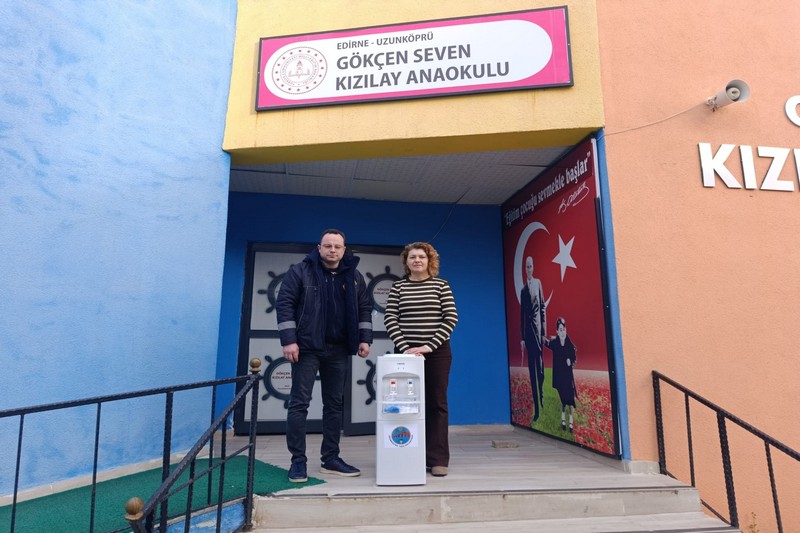 EDİRNE - UZUNKÖPRÜ
GÖKÇEN SEVEN
KIZILAY ANAOKULU
"Eğitim çocuğu sevmekle başlar"
KIZI